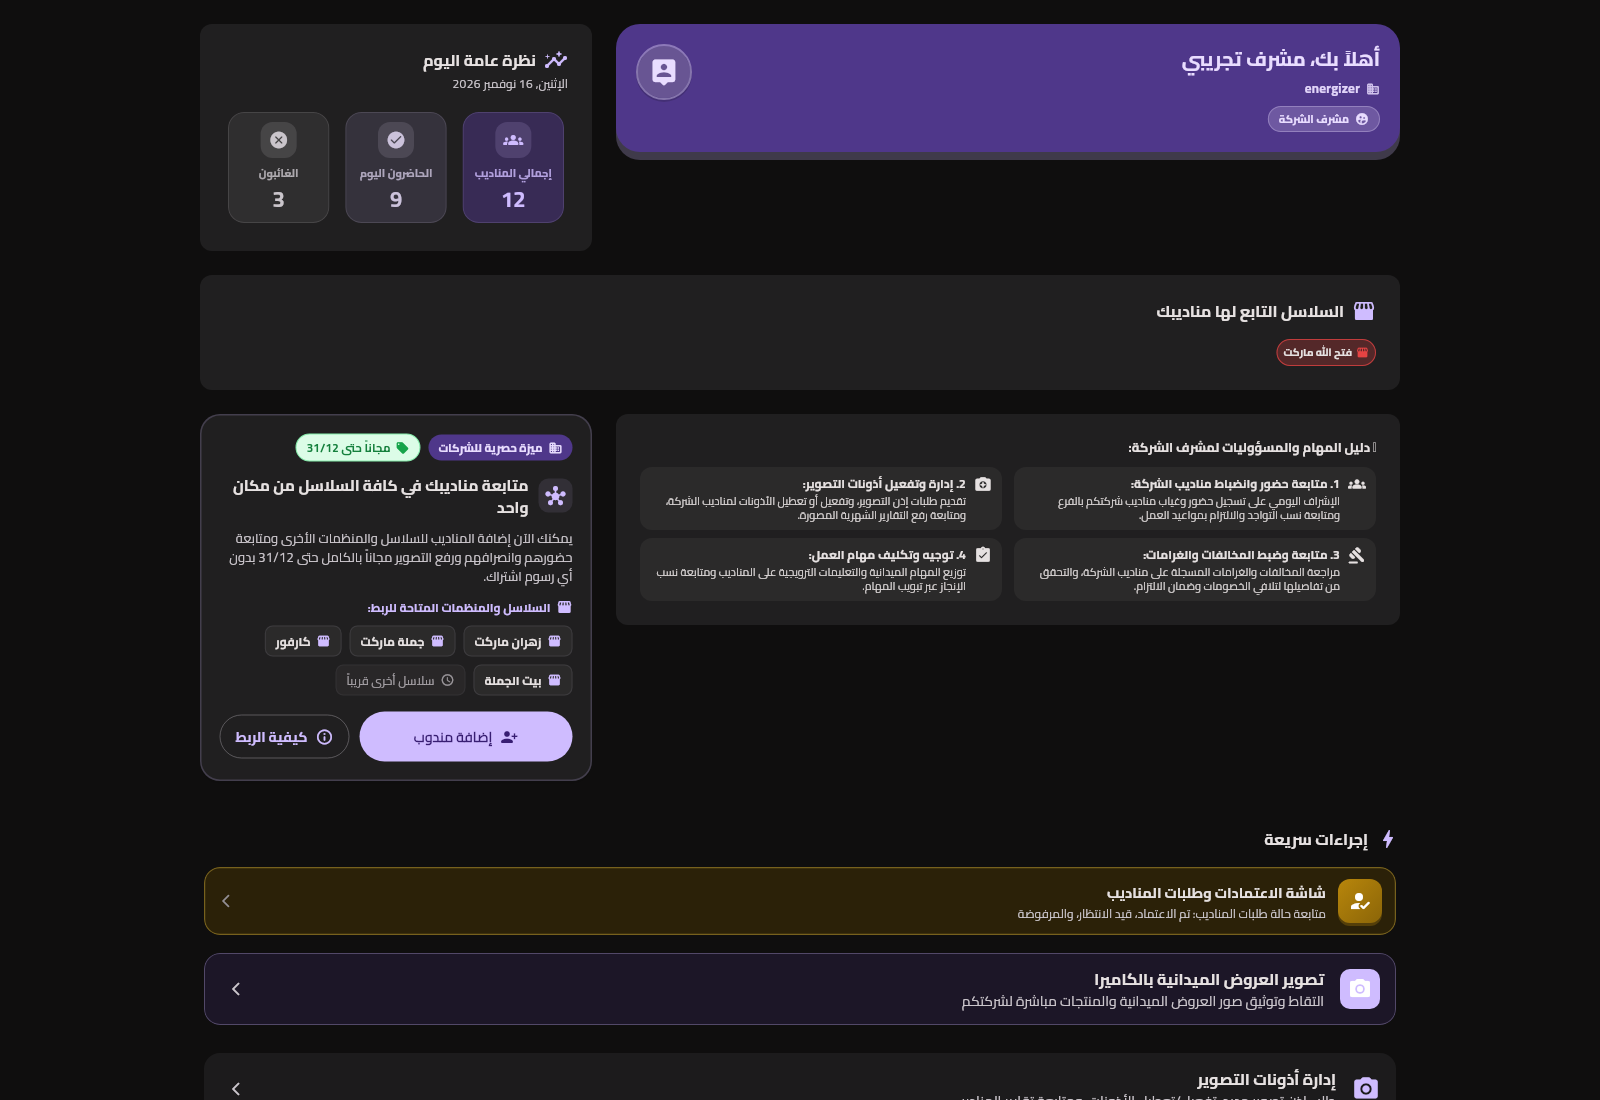 أهلاً بك، مشرف تجريبي
energizer
مشرف الشركة
نظرة عامة اليوم
الإثنين, 16 نوفمبر 2026
إجمالي المناديب
12
الحاضرون اليوم
9
الغائبون
3
السلاسل التابع لها مناديبك
فتح الله ماركت
دليل المهام والمسؤوليات لمشرف الشركة:
1. متابعة حضور وانضباط مناديب الشركة:
الإشراف اليومي على تسجيل حضور وغياب مناديب شركتكم بالفرع
ومتابعة نسب التواجد والالتزام بمواعيد العمل.
2. إدارة وتفعيل أذونات التصوير:
تقديم طلبات إذن التصوير، وتفعيل أو تعطيل الأذونات لمناديب الشركة،
ومتابعة رفع التقارير الشهرية المصورة.
3. متابعة وضبط المخالفات والغرامات:
مراجعة المخالفات والغرامات المسجلة على مناديب الشركة، والتحقق
من تفاصيلها لتلافي الخصومات وضمان الالتزام.
4. توجيه وتكليف مهام العمل:
توزيع المهام الميدانية والتعليمات الترويجية على المناديب ومتابعة نسب
الإنجاز عبر تبويب المهام.
ميزة حصرية للشركات
مجاناً حتى 31/12
متابعة مناديبك في كافة السلاسل من مكان
واحد
يمكنك الآن إضافة المناديب للسلاسل والمنظمات الأخرى ومتابعة
حضورهم وانصرافهم ورفع التصوير مجاناً بالكامل حتى 31/12 بدون
أي رسوم اشتراك.
السلاسل والمنظمات المتاحة للربط:
زهران ماركت
جملة ماركت
كارفور
بيت الجملة
سلاسل أخرى قريباً
إضافة مندوب
كيفية الربط
إجراءات سريعة
شاشة الاعتمادات وطلبات المناديب
متابعة حالة طلبات المناديب: تم الاعتماد، قيد الانتظار، والمرفوضة
تصوير العروض الميدانية بالكاميرا
التقاط وتوثيق صور العروض الميدانية والمنتجات مباشرة لشركتكم
إدارة أذونات التصوير